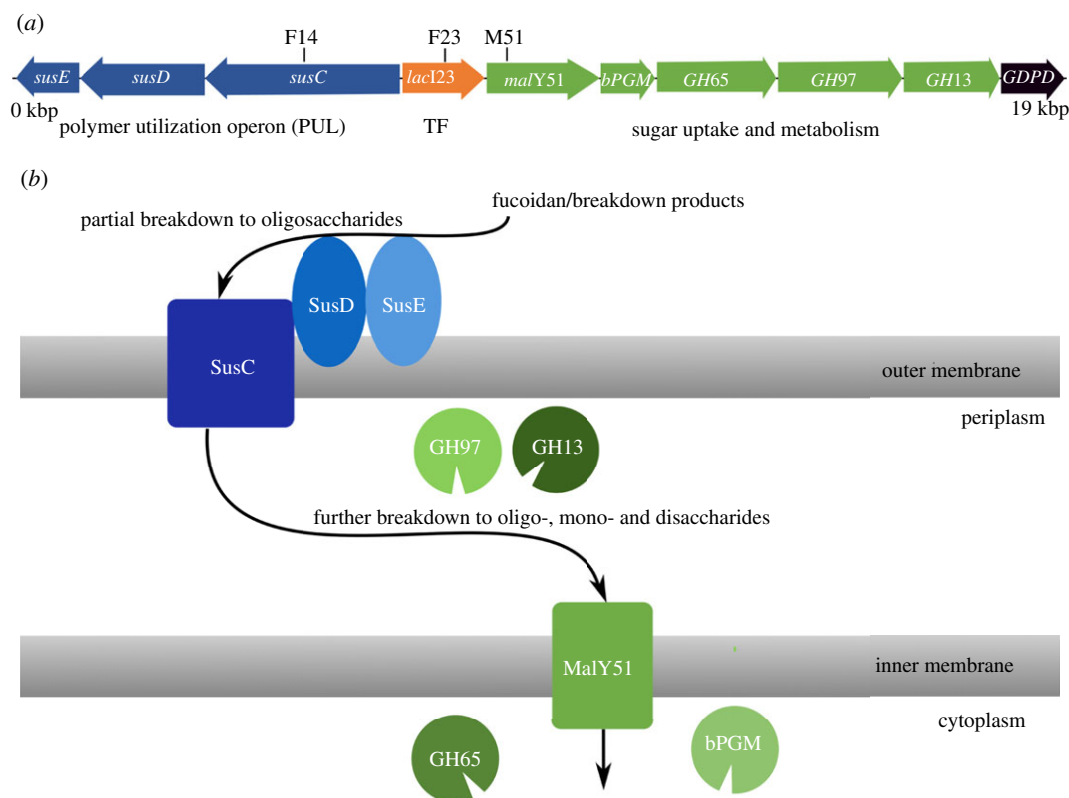 (a)
F14 F23 M51
susE susD susC lacI23 malY51 bPGM GH65 GH97 GH13 GDPD
0 kbp 19 kbp
polymer utilization operon (PUL) TF sugar uptake and metabolism
(b)
fucoidan/breakdown products
partial breakdown to oligosaccharides
SusD SusE
SusC
outer membrane
periplasm
GH97 GH13
further breakdown to oligo-, mono- and disaccharides
MalY51
inner membrane
cytoplasm
GH65 bPGM